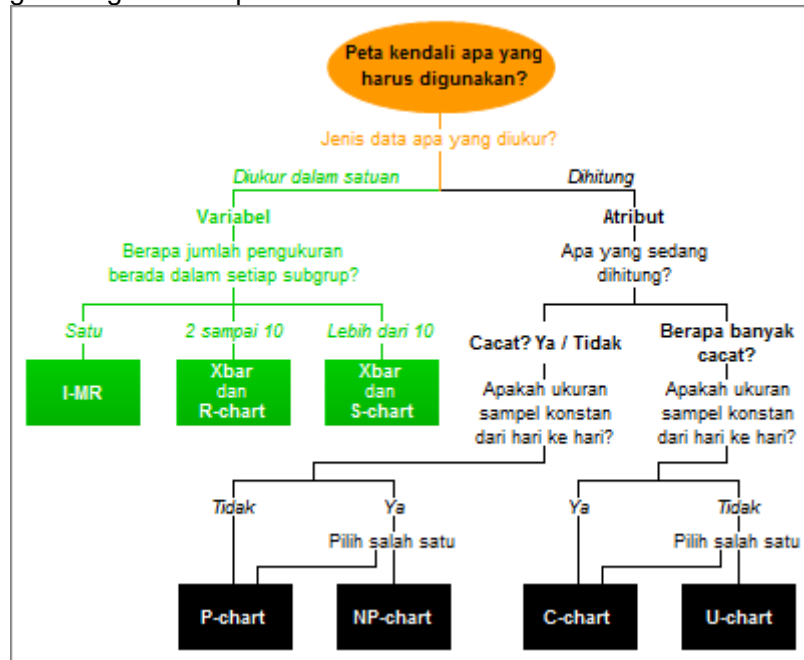 Peta kendali apa yang
harus digunakan?
Jenis data apa yang diukur?
Diukur dalam satuan
Dihitung
Variabel
Atribut
Berapa jumlah pengukuran
berada dalam setiap subgrup?
Apa yang sedang
dihitung?
Satu
2 sampai 10
Lebih dari 10
Cacat? Ya / Tidak
Berapa banyak
cacat?
I-MR
Xbar
dan
R-chart
Xbar
dan
S-chart
Apakah ukuran
sampel konstan
dari hari ke hari?
Apakah ukuran
sampel konstan
dari hari ke hari?
Tidak
Ya
Ya
Tidak
Pilih salah satu
Pilih salah satu
P-chart
NP-chart
C-chart
U-chart